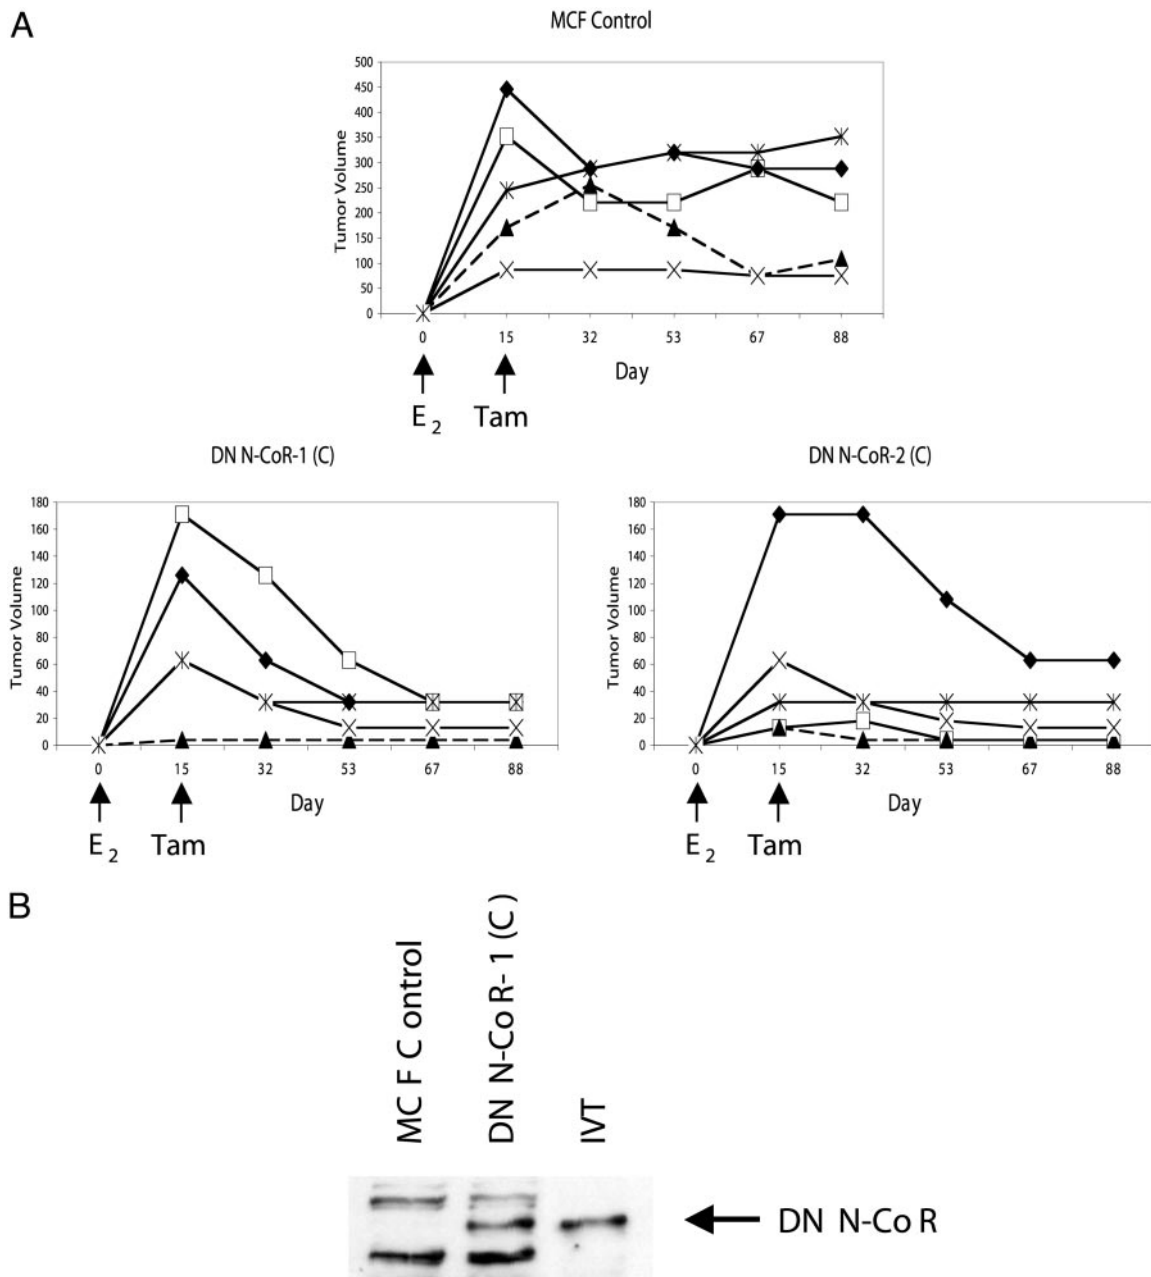 A
MCF Control
500
450
400
350
300
250
200
150
100
50
0
Tumor Volume
0 15 32 53 67 88
Day
E2 Tam
DN N-CoR-1 (C)
180
160
140
120
100
80
60
40
20
0
Tumor Volume
0 15 32 53 67 88
Day
E2 Tam
DN N-CoR-2 (C)
180
160
140
120
100
80
60
40
20
0
Tumor Volume
0 15 32 53 67 88
Day
E2 Tam
B
MC F C ontrol
DN N-Co R- 1 (C )
IVT
DN N-Co R